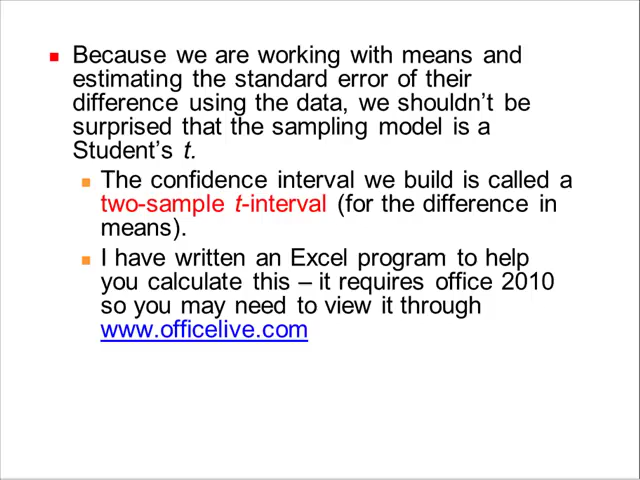 Because we are working with means and
estimating the standard error of their
difference using the data, we shouldn't be
surprised that the sampling model is a
Student's t.
The confidence interval we build is called a
two-sample t-interval (for the difference in
means).
I have written an Excel program to help
you calculate this – it requires office 2010
so you may need to view it through
www.officelive.com